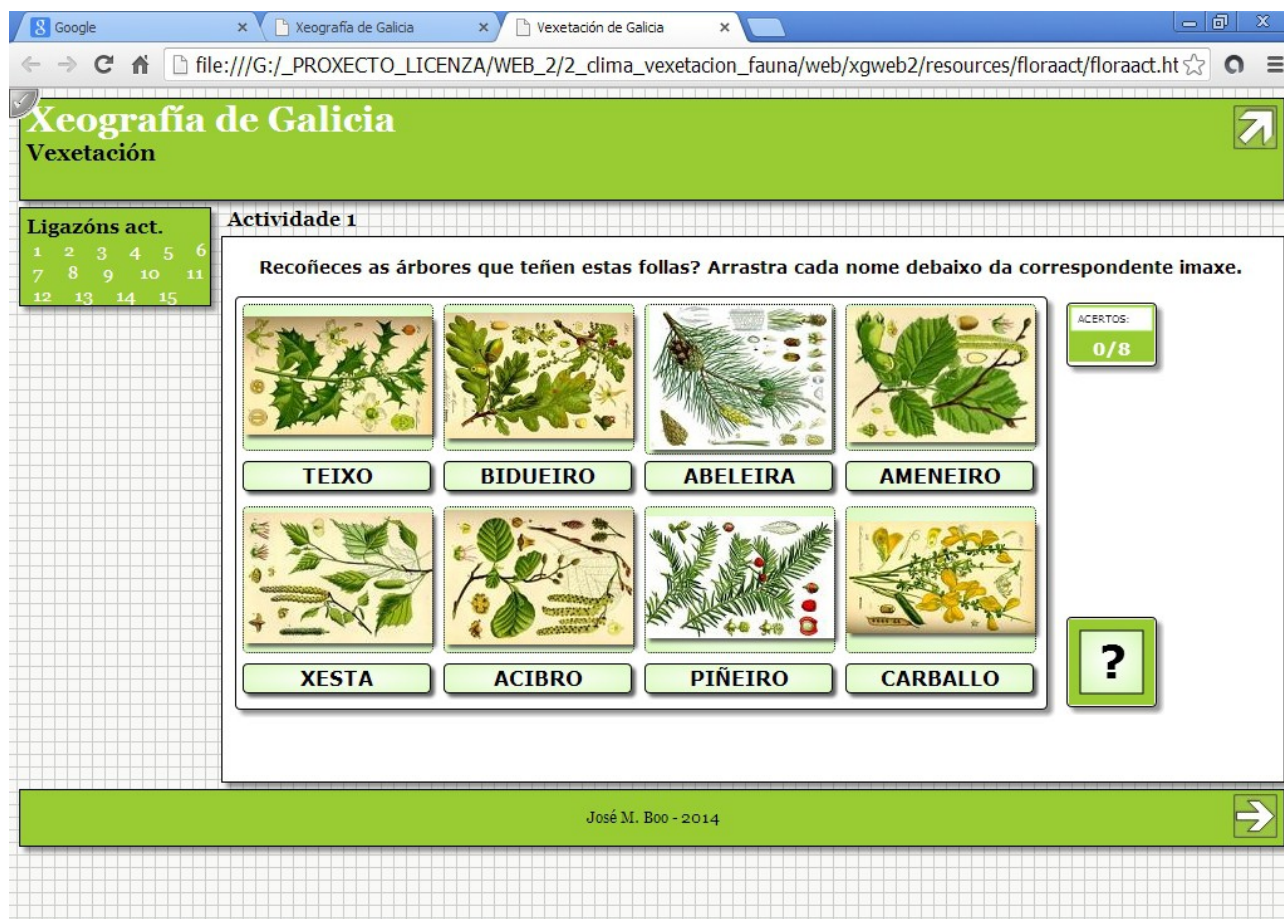 Google
Xeografía de Galicia
Vexetación de Galicia
file:///G:/_PROXECTO_LICENZA/WEB_2/2_clima_vexetacion_fauna/web/xgweb2/resources/floraact/floraact.ht
Xeografía de Galicia
Vexetación
Ligazóns act.
1 2 3 4 5 6
7 8 9 10 11
12 13 14 15
Actividade 1
Recoñeces as árbores que teñen estas follas? Arrastra cada nome debaixo da correspondente imaxe.
ACERTOS:
0/8
TEIXO BIDUEIRO ABELEIRA AMENEIRO
XESTA ACIBRO PIÑEIRO CARBALLO
?
José M. Boo - 2014